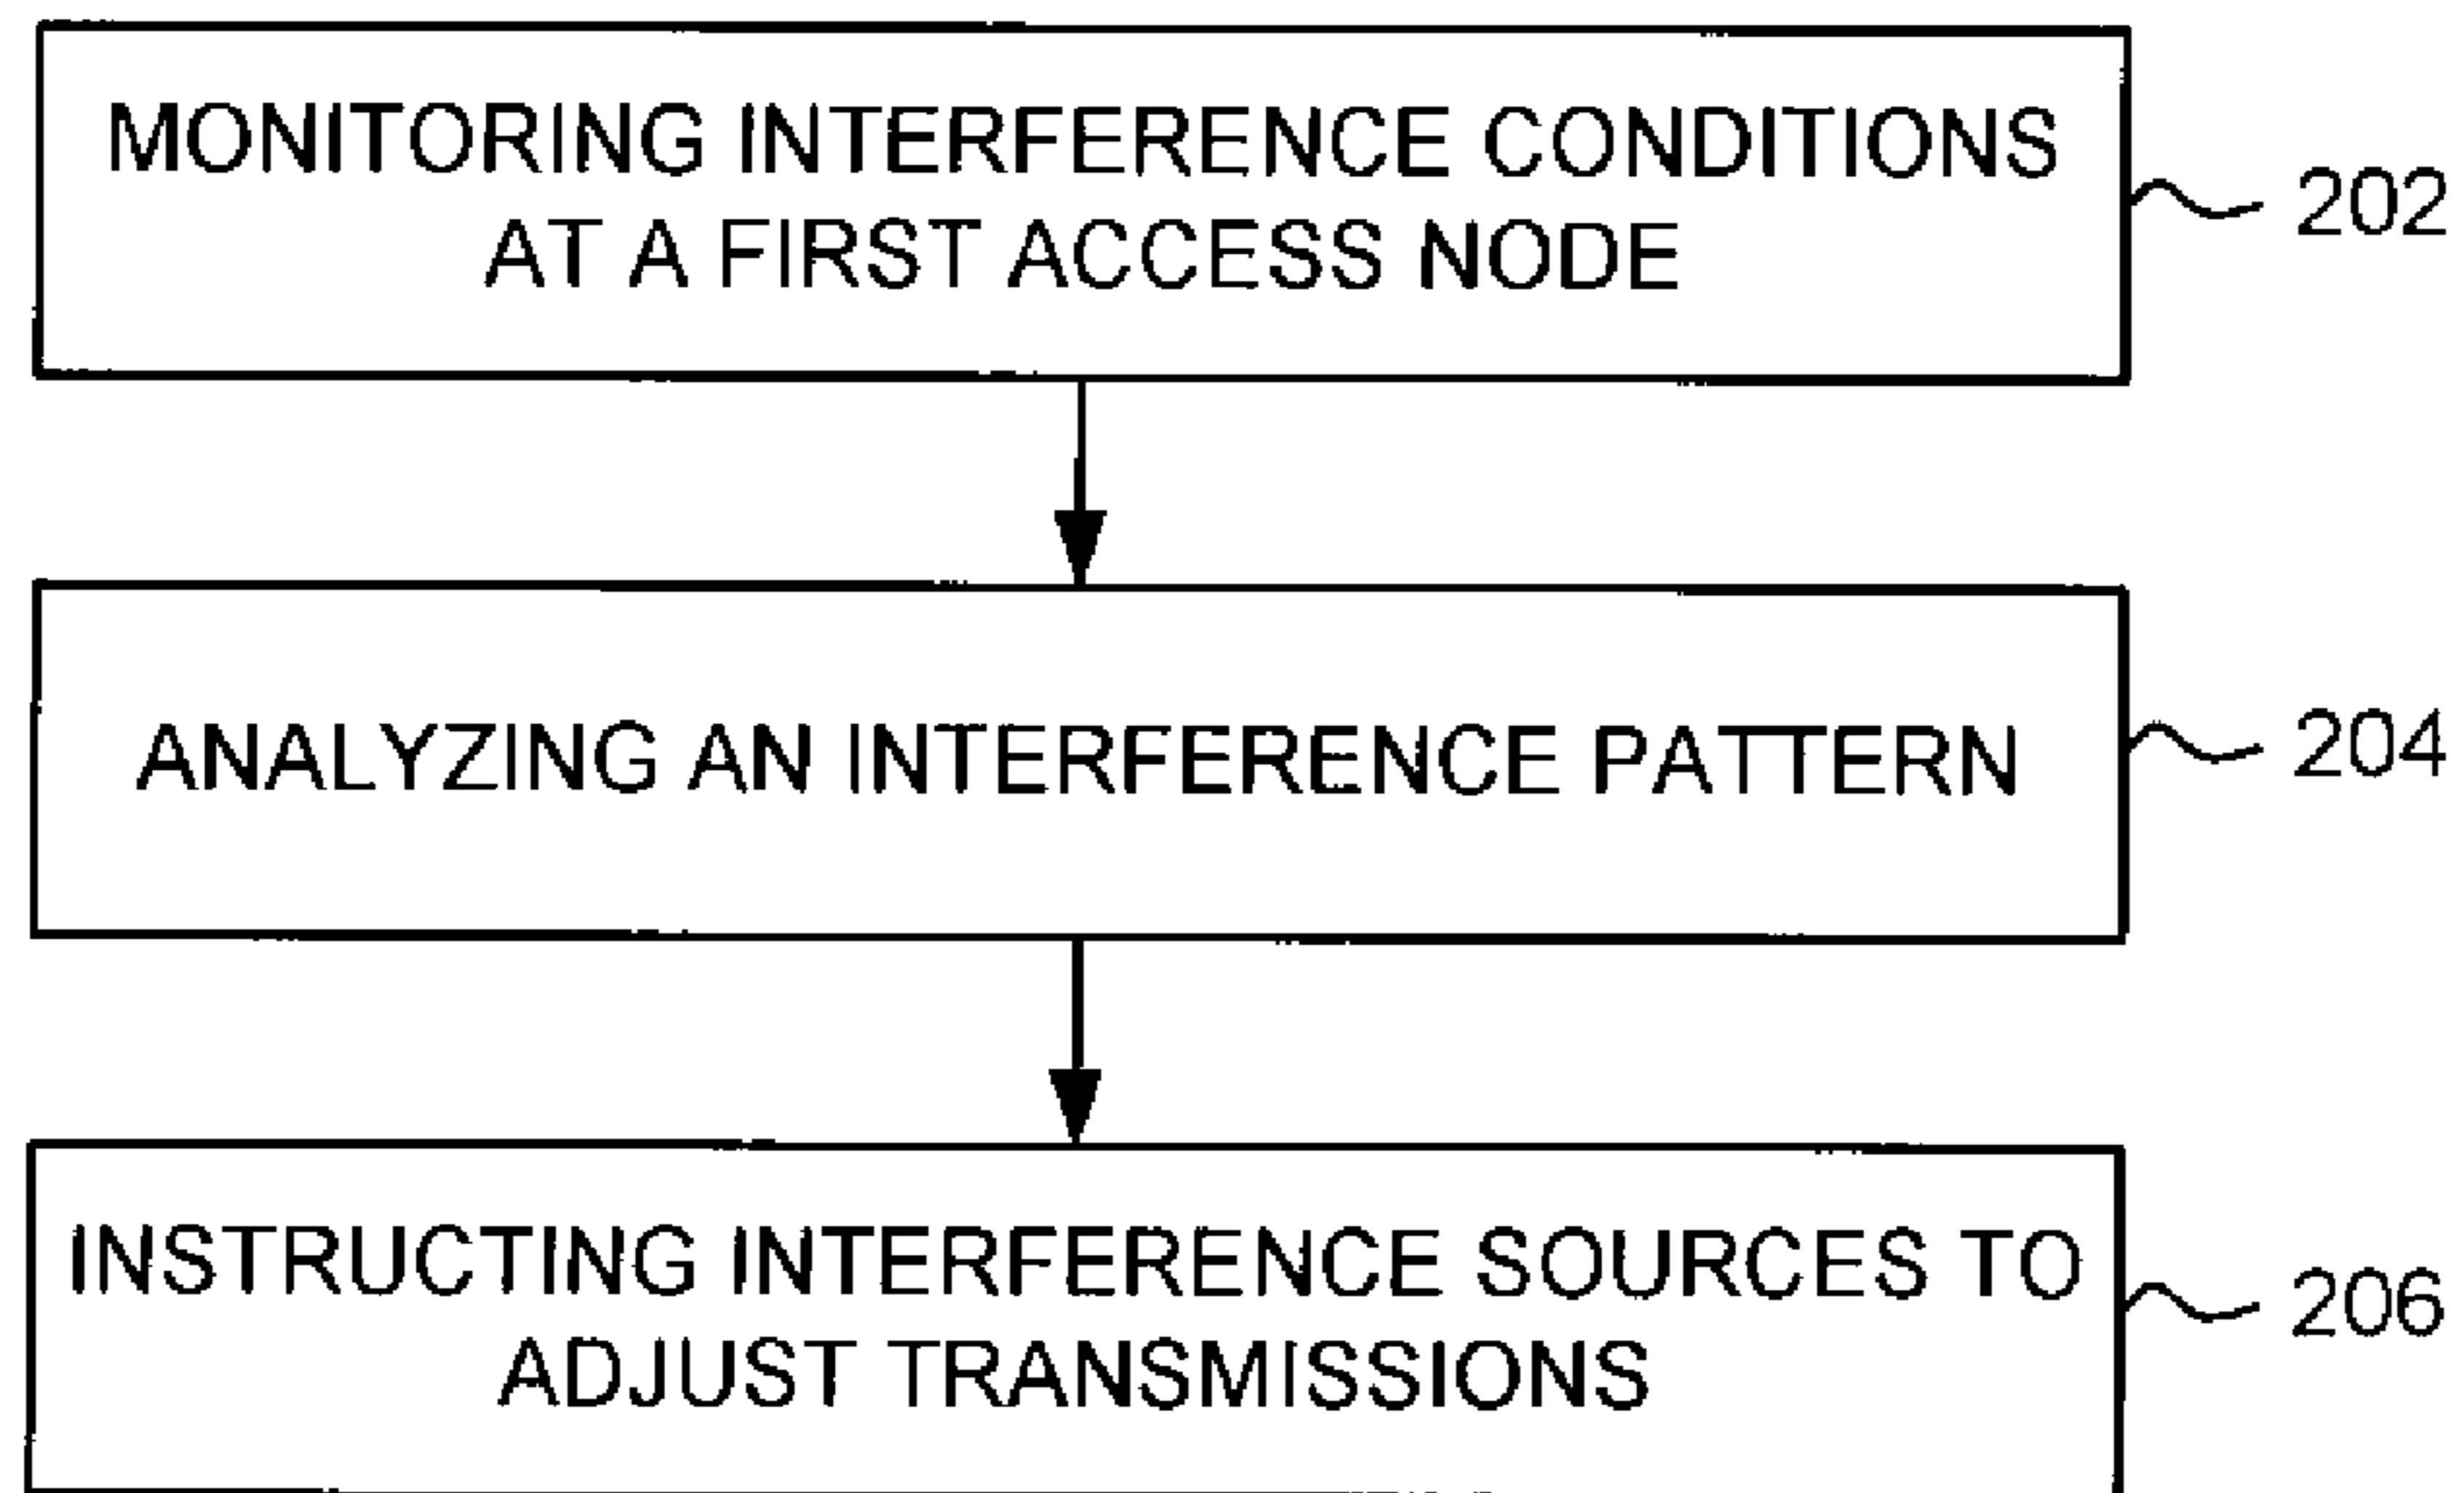 MONITORING INTERFERENCE CONDITIONS
AT A FIRST ACCESS NODE
202
ANALYZING AN INTERFERENCE PATTERN
204
INSTRUCTING INTERFERENCE SOURCES TO
ADJUST TRANSMISSIONS
206